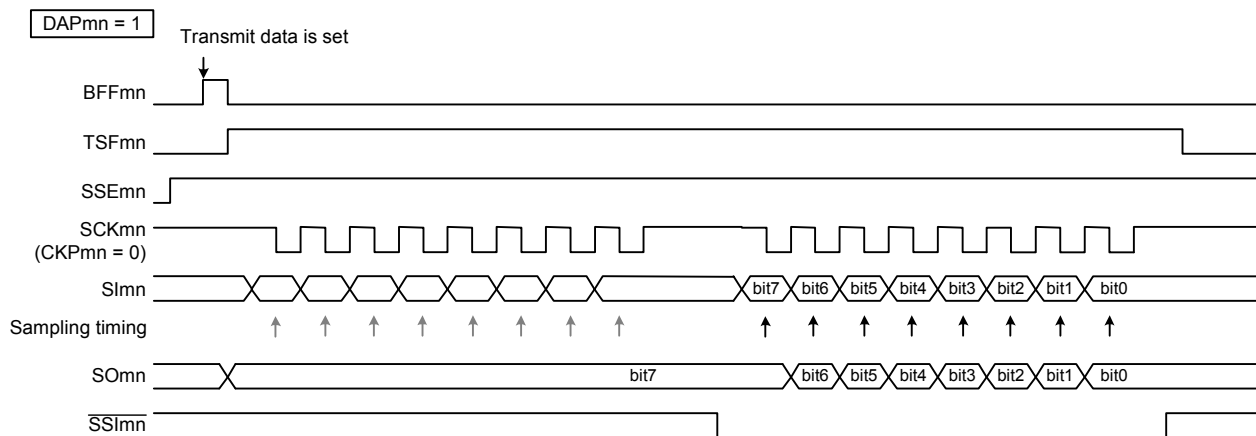 DAPmn = 1
Transmit data is set
BFFmn
TSFmn
SSEmn
SCKmn
(CKPmn = 0)
SImn
bit7 bit6 bit5 bit4 bit3 bit2 bit1 bit0
Sampling timing
SOmn
bit7 bit6 bit5 bit4 bit3 bit2 bit1 bit0
SSImn